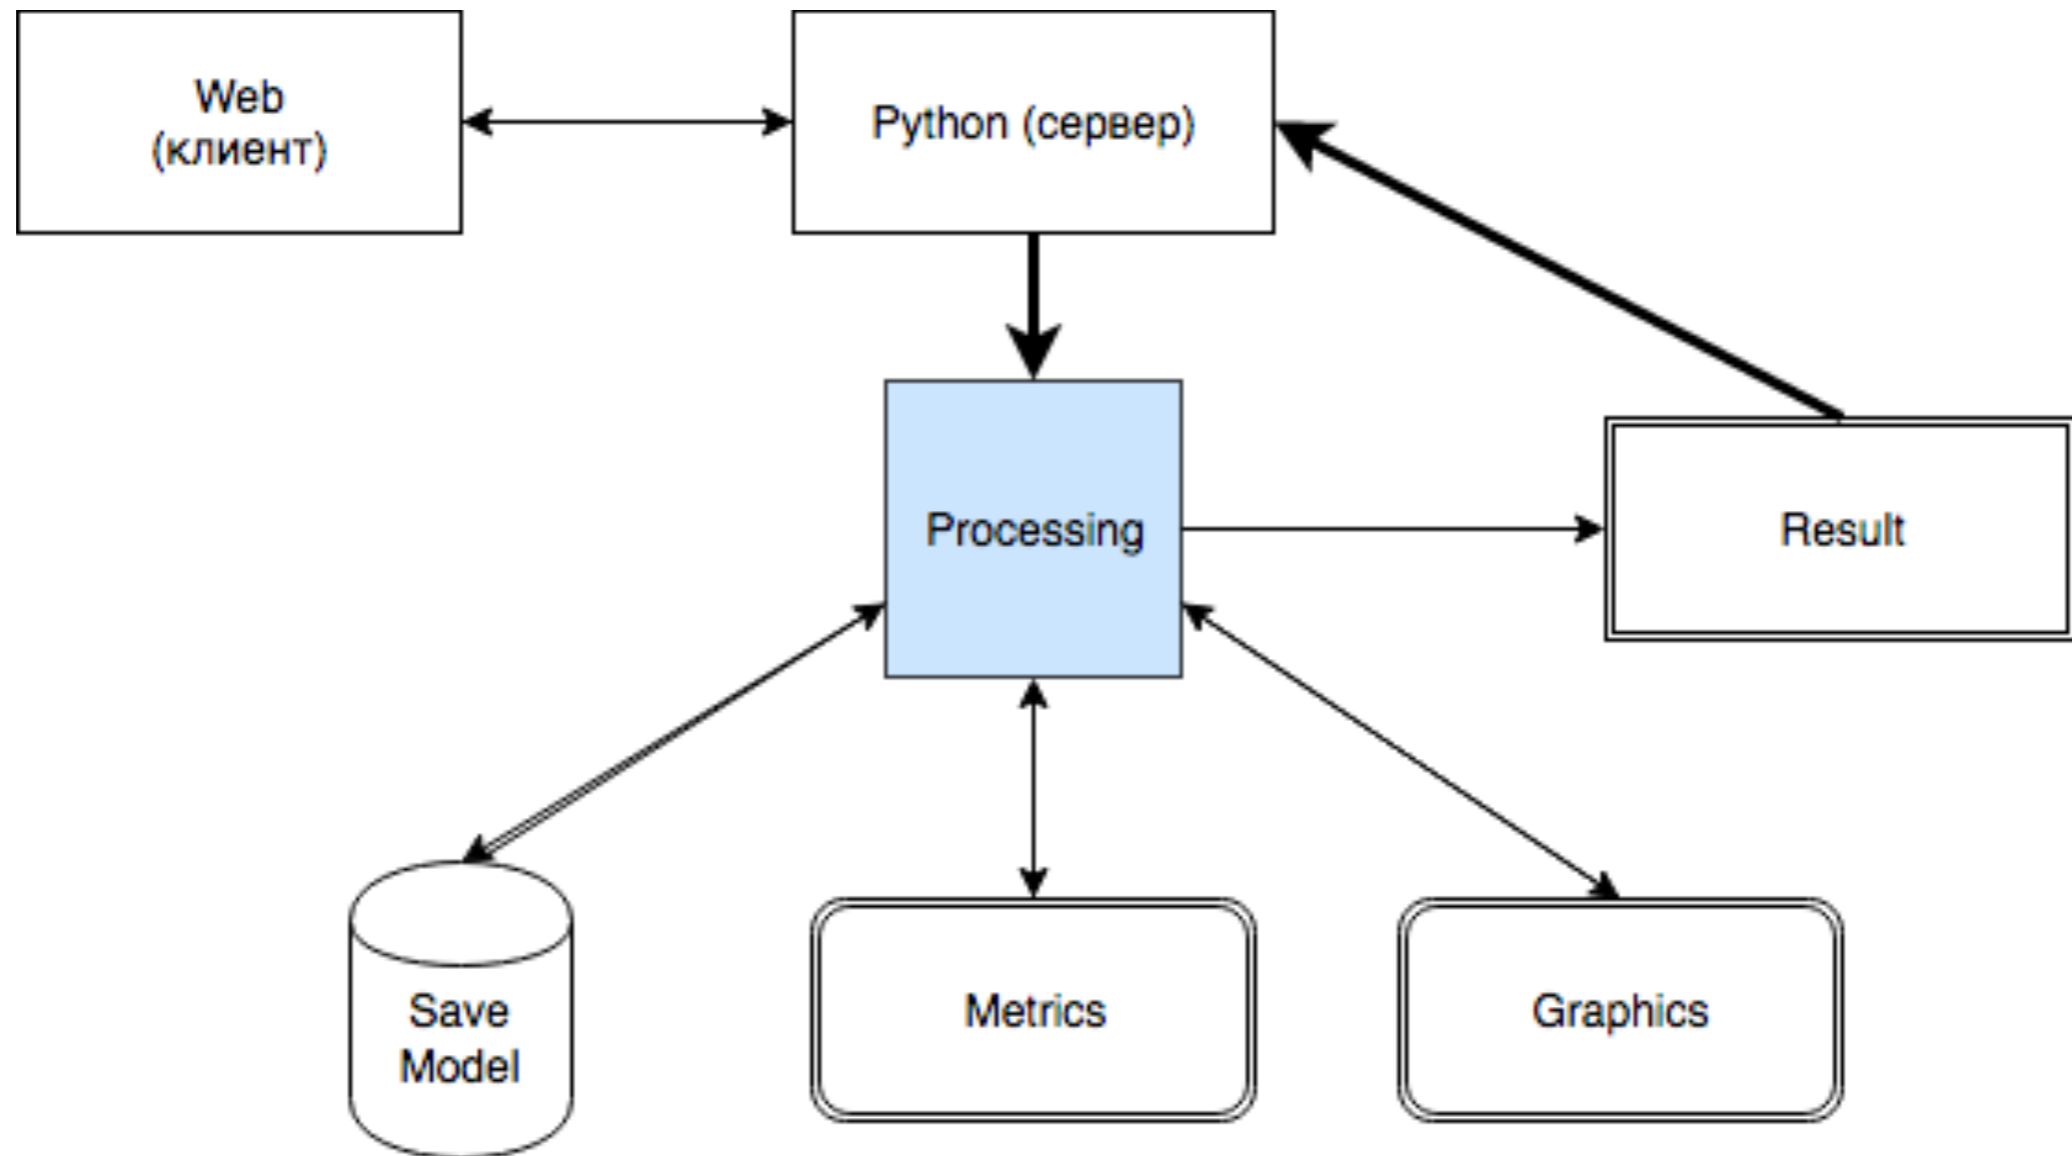 Web
(клиент)
Python (сервер)
Processing
Result
Save
Model
Metrics
Graphics